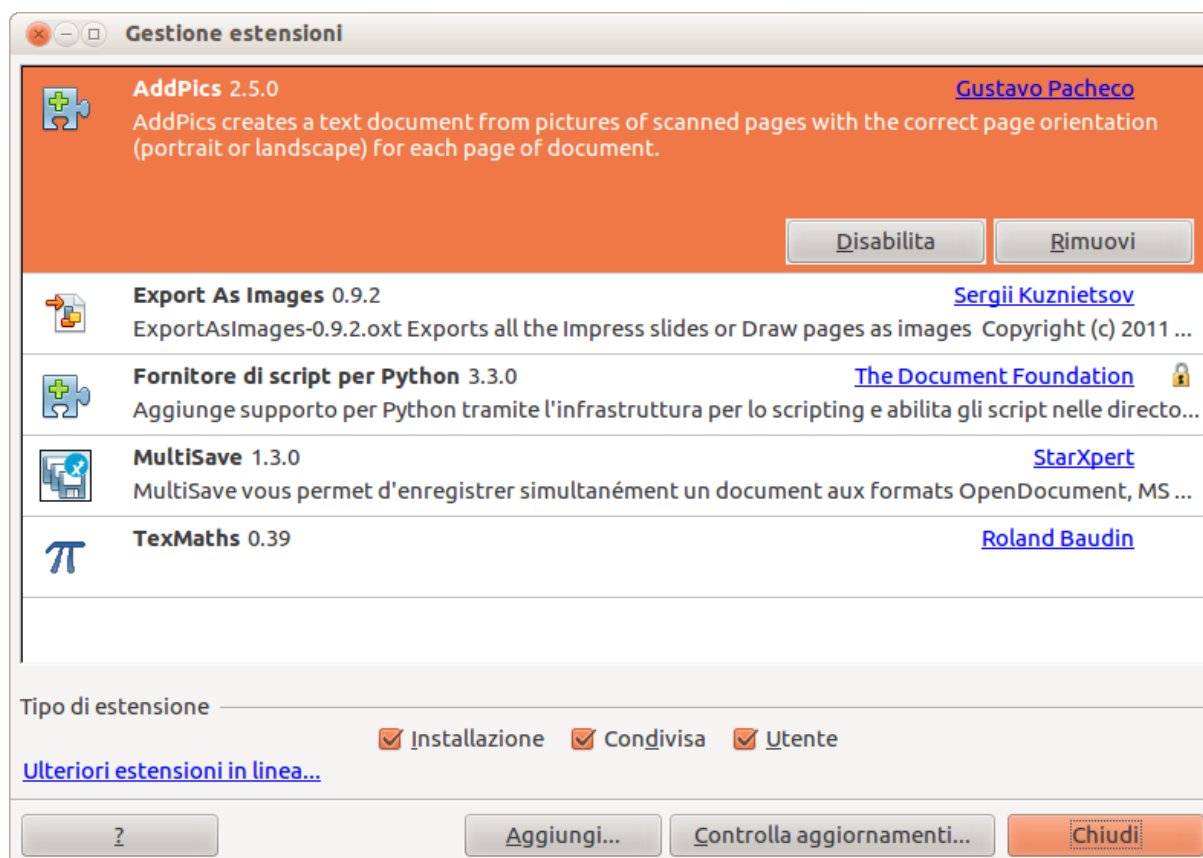 Gestione estensioni
AddPics 2.5.0 Gustavo Pacheco
AddPics creates a text document from pictures of scanned pages with the correct page orientation
(portrait or landscape) for each page of document.
Disabilita Rimuovi
Export As Images 0.9.2 Sergii Kuznietsov
ExportAsImages-0.9.2.oxt Exports all the Impress slides or Draw pages as images Copyright (c) 2011 ...
Fornitore di script per Python 3.3.0 The Document Foundation
Aggiunge supporto per Python tramite l'infrastruttura per lo scripting e abilita gli script nelle directo...
MultiSave 1.3.0 StarXpert
MultiSave vous permet d'enregistrer simultanément un document aux formats OpenDocument, MS ...
TexMaths 0.39 Roland Baudin
Tipo di estensione
Installazione Condivisa Utente
Ulteriori estensioni in linea...
? Aggiungi... Controlla aggiornamenti... Chiudi